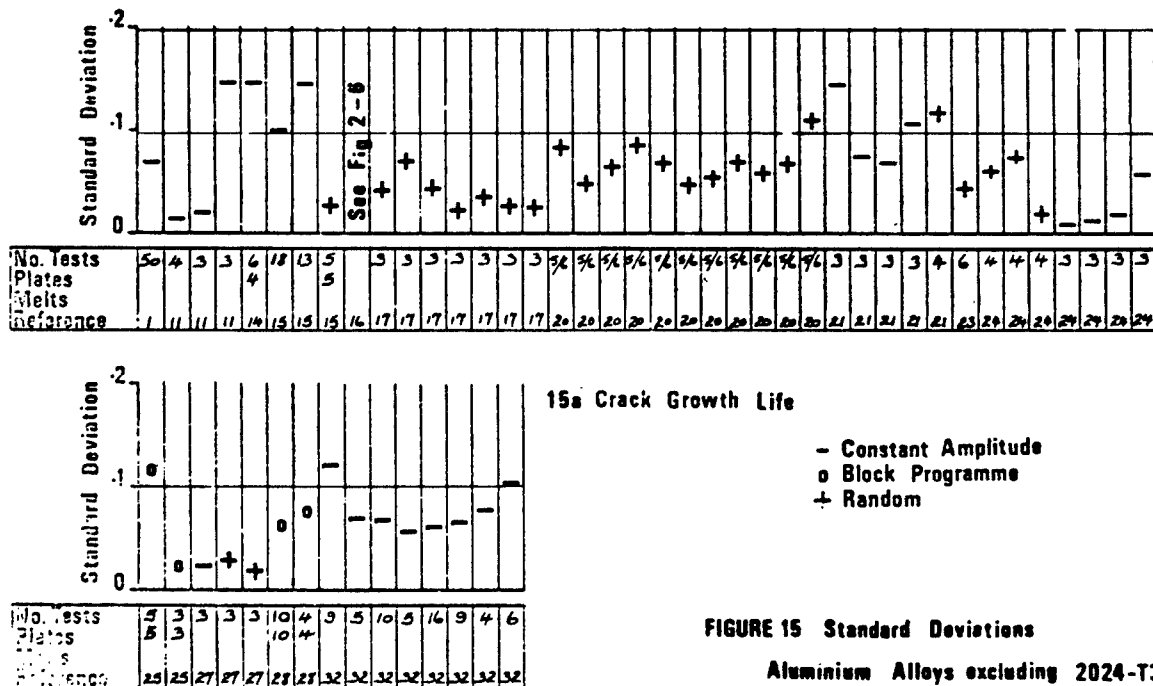 .2
Standard Deviation
.1
0
See Fig 2-6
No. Tests 50 4 3 3 6 18 13 5 3 3 3 3 3 3 3 5/6 5/6 5/6 5/6 5/6 5/6 5/6 5/6 5/6 5/6 5/6 3 3 3 3 4 6 4 4 4 3 3 3 3
Plates 4 5
Melts
Reference 1 11 11 11 14 15 15 15 16 17 17 17 17 17 17 17 20 20 20 20 20 20 20 20 20 20 20 21 21 21 21 21 23 24 24 24 24 24 24 24
.2
Standard Deviation
.1
0
15a Crack Growth Life
- Constant Amplitude
o Block Programme
+ Random
No. Tests 5 3 3 3 3 10 4 9 5 10 5 16 9 4 6
Plates 5 3 10 4
Reference 25 25 27 27 27 28 28 32 32 32 32 32 32 32 32
FIGURE 15 Standard Deviations
Aluminium Alloys excluding 2024-T3